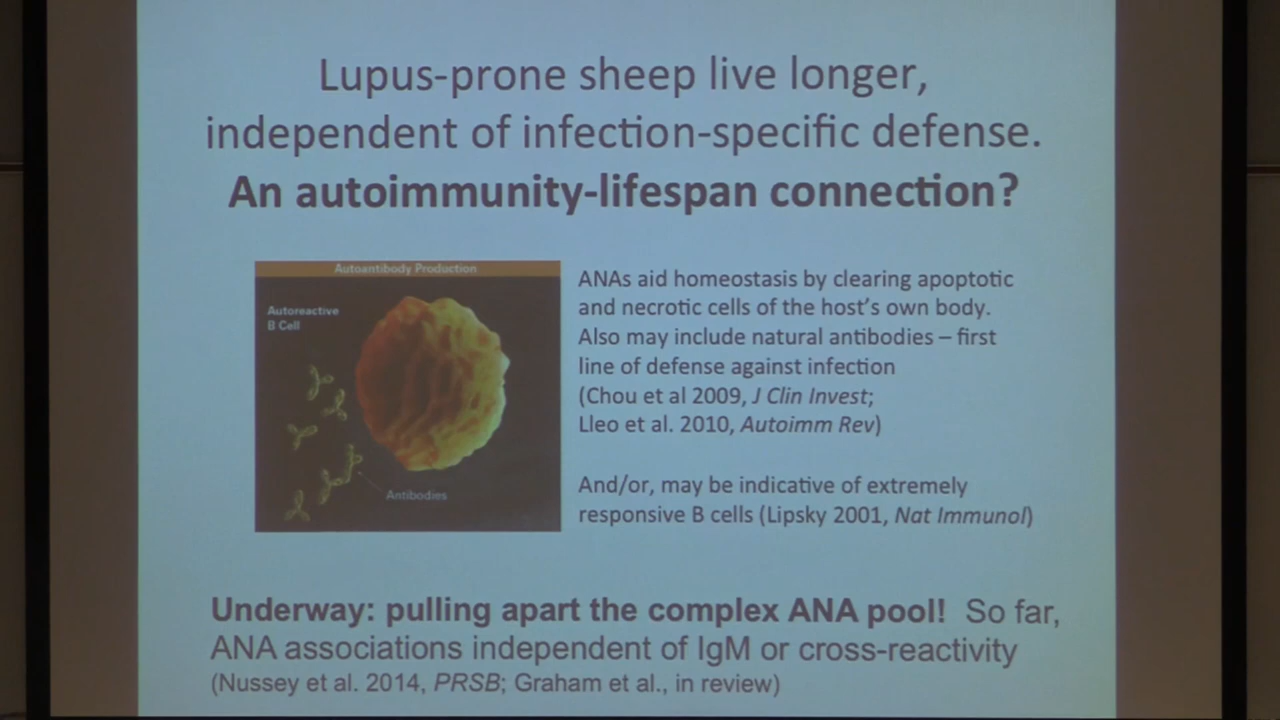 Lupus-prone sheep live longer,
independent of infection-specific defense.
An autoimmunity-lifespan connection?
Autoantibody Production
Autoreactive
B Cell
Antibodies
ANAs aid homeostasis by clearing apoptotic
and necrotic cells of the host's own body.
Also may include natural antibodies – first
line of defense against infection
(Chou et al 2009, J Clin Invest;
Lleo et al. 2010, Autoimm Rev)
And/or, may be indicative of extremely
responsive B cells (Lipsky 2001, Nat Immunol)
Underway: pulling apart the complex ANA pool! So far,
ANA associations independent of IgM or cross-reactivity
(Nussey et al. 2014, PRSB; Graham et al., in review)